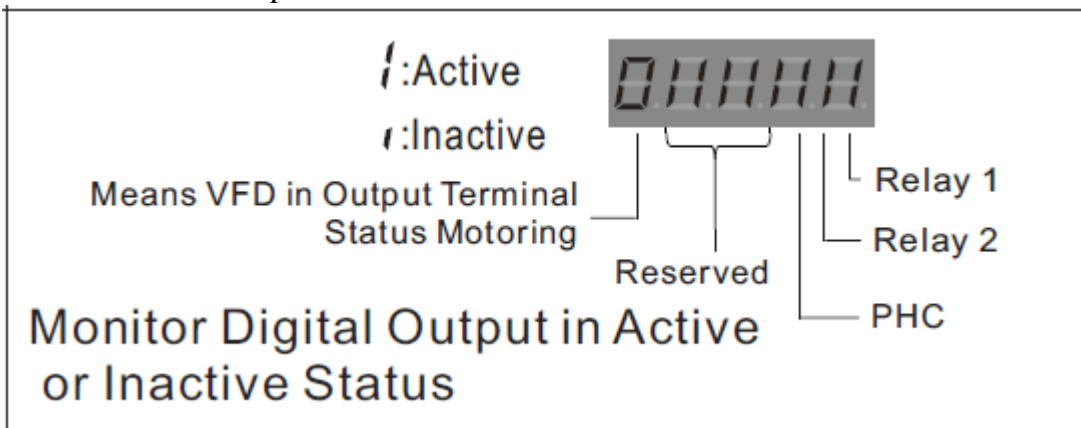 :Active
:Inactive
Means VFD in Output Terminal
Status Motoring
Reserved
Relay 1
Relay 2
PHC
Monitor Digital Output in Active
or Inactive Status